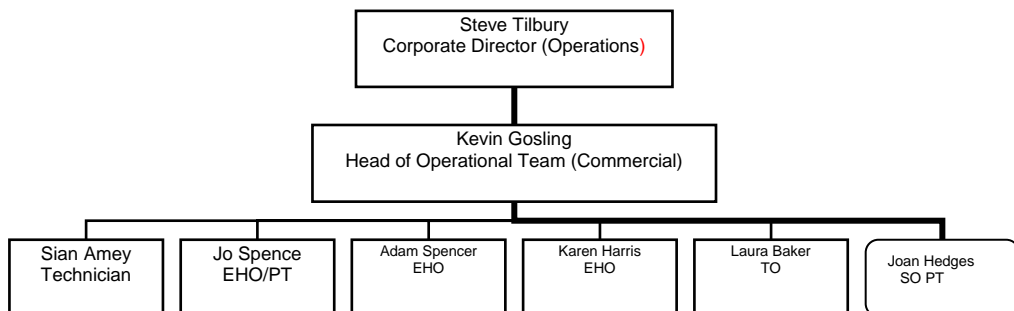 Steve Tilbury
Corporate Director (Operations)
Kevin Gosling
Head of Operational Team (Commercial)
Sian Amey
Technician
Jo Spence
EHO/PT
Adam Spencer
EHO
Karen Harris
EHO
Laura Baker
TO
Joan Hedges
SO PT